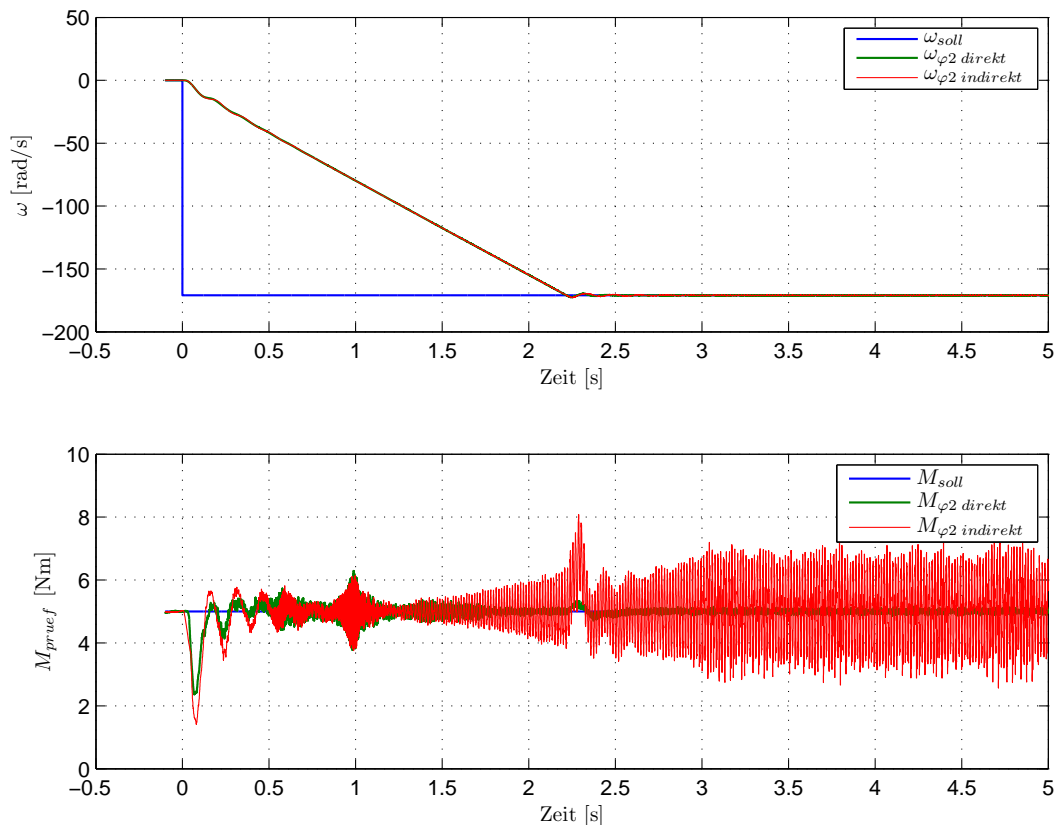 50
0
−50
−100
−150
−200
ω [rad/s]
ω_soll
ω_φ2 direkt
ω_φ2 indirekt
−0.5 0 0.5 1 1.5 2 2.5 3 3.5 4 4.5 5
Zeit [s]
10
8
6
4
2
0
M_pruef [Nm]
M_soll
M_φ2 direkt
M_φ2 indirekt
−0.5 0 0.5 1 1.5 2 2.5 3 3.5 4 4.5 5
Zeit [s]